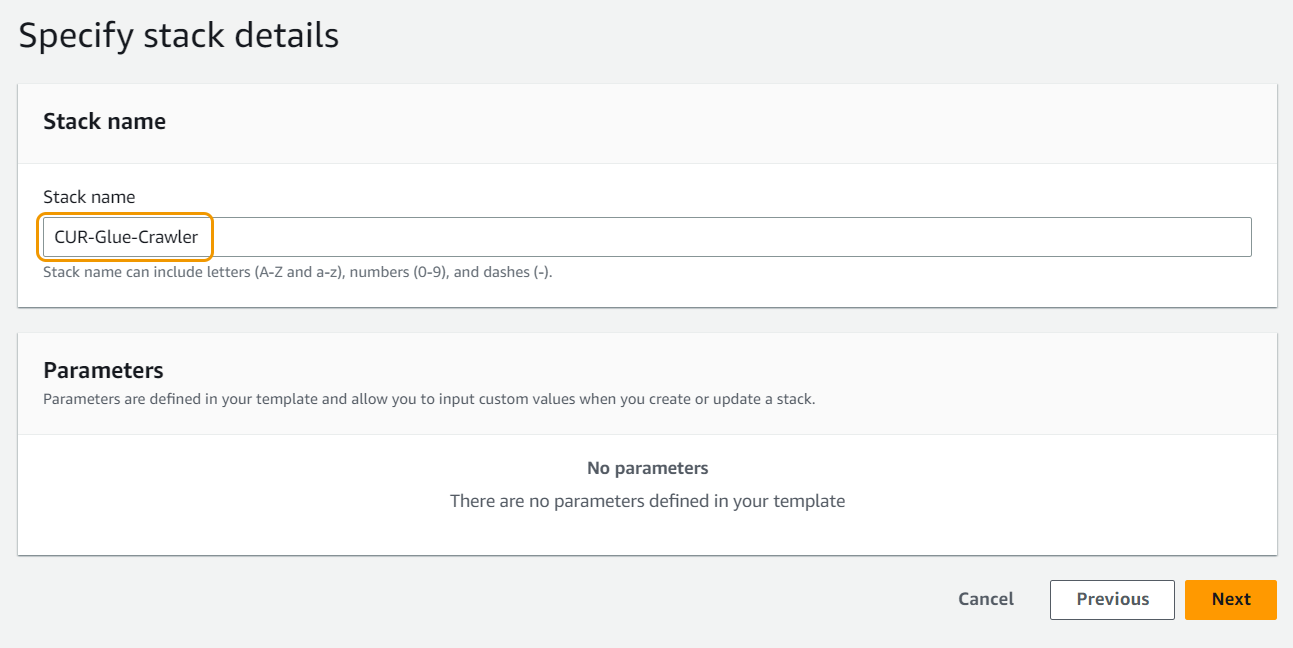 Specify stack details
Stack name
Stack name
CUR-Glue-Crawler
Stack name can include letters (A-Z and a-z), numbers (0-9), and dashes (-).
Parameters
Parameters are defined in your template and allow you to input custom values when you create or update a stack.
No parameters
There are no parameters defined in your template
Cancel
Previous
Next